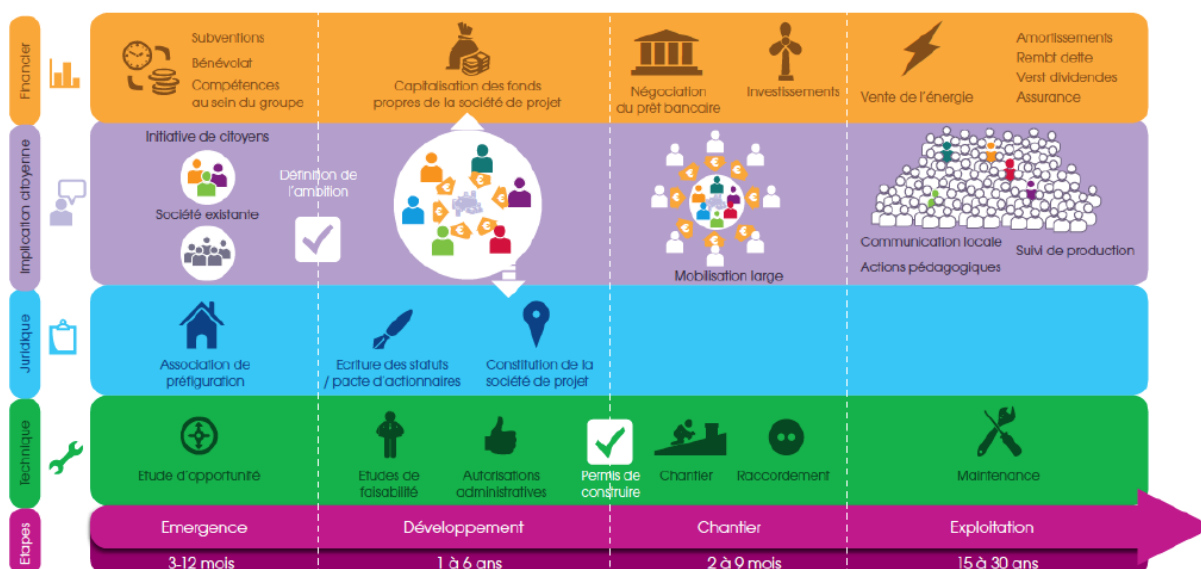 Financier
Subventions
Bénévolat
Compétences
au sein du groupe
Capitalisation des fonds
propres de la société de projet
Négociation
du prêt bancaire
Investissements
Vente de l'énergie
Amortissements
Rembt dette
Verst dividendes
Assurance
Implication citoyenne
Initiative de citoyens
Société existante
Définition de
l'ambition
€
€
€
€
€
€
€
€
€
€
€
€
€
€
Mobilisation large
Communication locale
Actions pédagogiques
Suivi de production
Juridique
Association de
préfiguration
Ecriture des statuts
/ pacte d'actionnaires
Constitution de la
société de projet
Technique
Etude d'opportunité
Etudes de
faisabilité
Autorisations
administratives
Permis de
construire
Chantier
Raccordement
Maintenance
Etapes
Emergence
Développement
Chantier
Exploitation
3-12 mois
1 à 6 ans
2 à 9 mois
15 à 30 ans